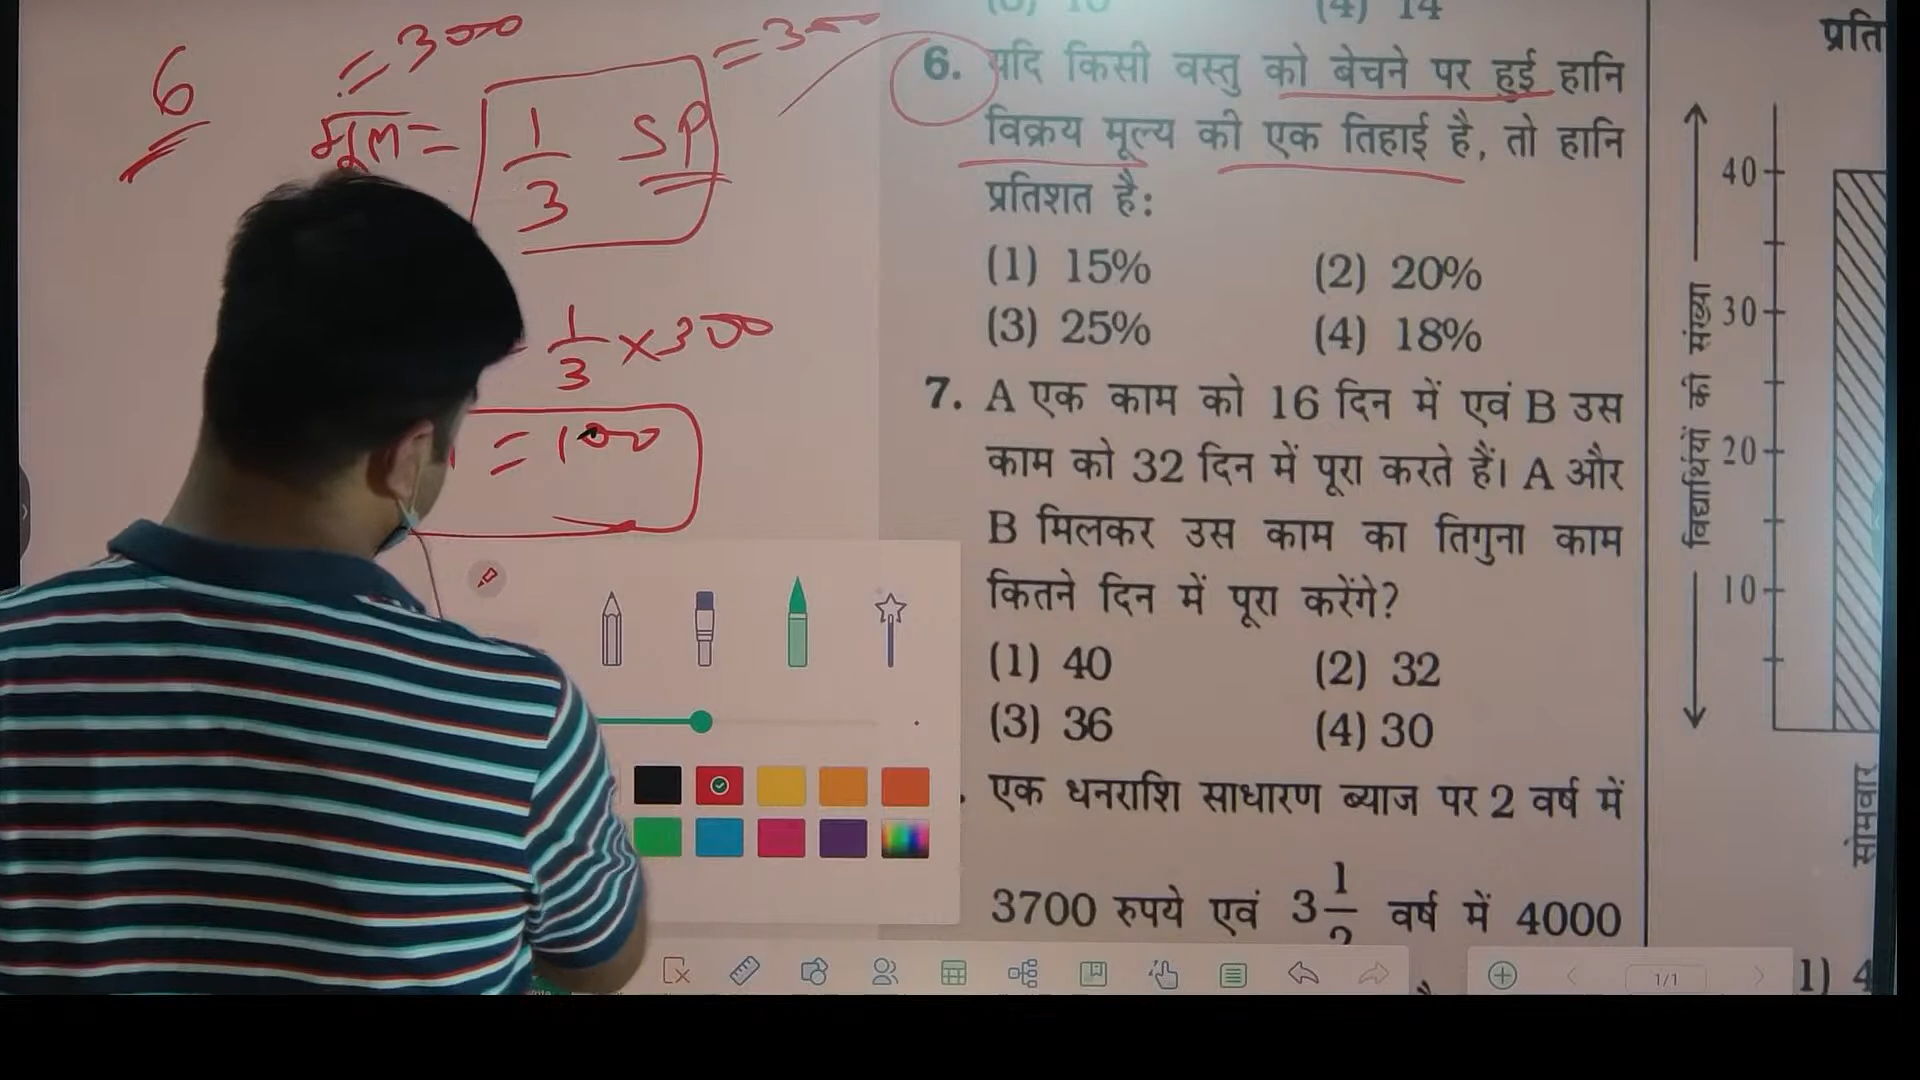 6
= 300
= 300
1/3 SP
1/3 × 300
= 100
(4) 14
6. यदि किसी वस्तु को बेचने पर हुई हानि
विक्रय मूल्य की एक तिहाई है, तो हानि
प्रतिशत है:
(1) 15% (2) 20%
(3) 25% (4) 18%
7. A एक काम को 16 दिन में एवं B उस
काम को 32 दिन में पूरा करते हैं। A और
B मिलकर उस काम का तिगुना काम
कितने दिन में पूरा करेंगे?
(1) 40 (2) 32
(3) 36 (4) 30
एक धनराशि साधारण ब्याज पर 2 वर्ष में
3700 रुपये एवं 3 1/2 वर्ष में 4000
प्रति
विद्यार्थियों की संख्या
40
30
20
10
सोमवार
1) 4
1/1